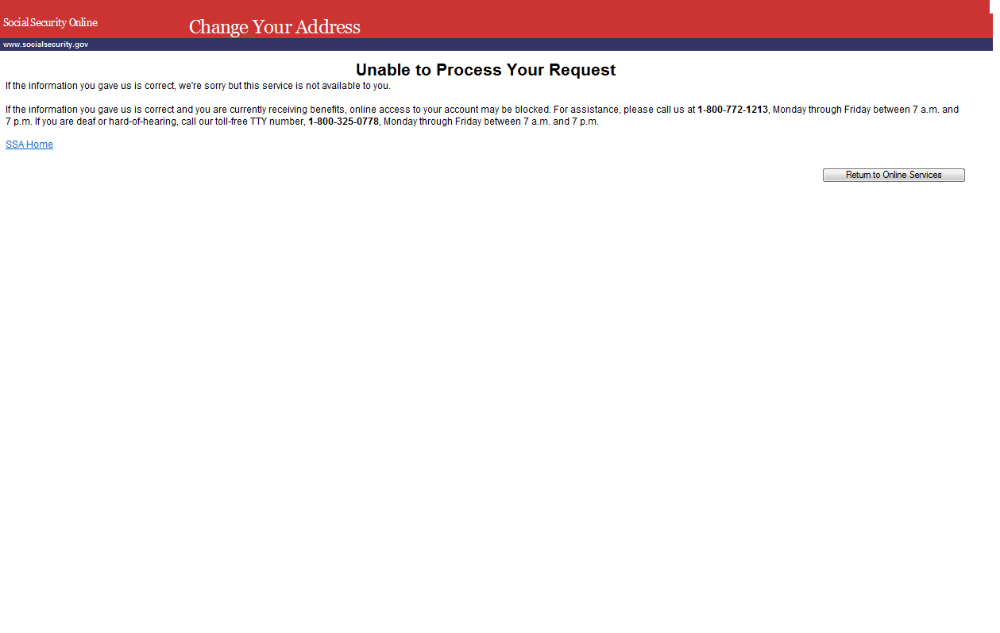 Social Security Online
Change Your Address
www.socialsecurity.gov
Unable to Process Your Request
If the information you gave us is correct, we're sorry but this service is not available to you.
If the information you gave us is correct and you are currently receiving benefits, online access to your account may be blocked. For assistance, please call us at 1-800-772-1213, Monday through Friday between 7 a.m. and
7 p.m. If you are deaf or hard-of-hearing, call our toll-free TTY number, 1-800-325-0778, Monday through Friday between 7 a.m. and 7 p.m.
SSA Home
Return to Online Services